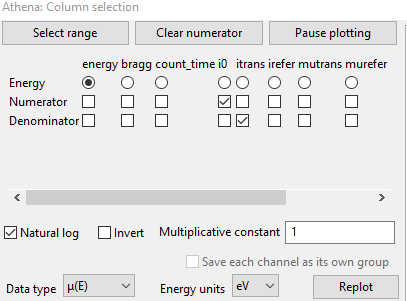 Athena: Column selection
Select range Clear numerator Pause plotting
energy bragg count_time i0 itrans irefer mutrans murefer
Energy
Numerator
Denominator
Natural log Invert Multiplicative constant 1
Save each channel as its own group
Data type μ(E) Energy units eV Replot